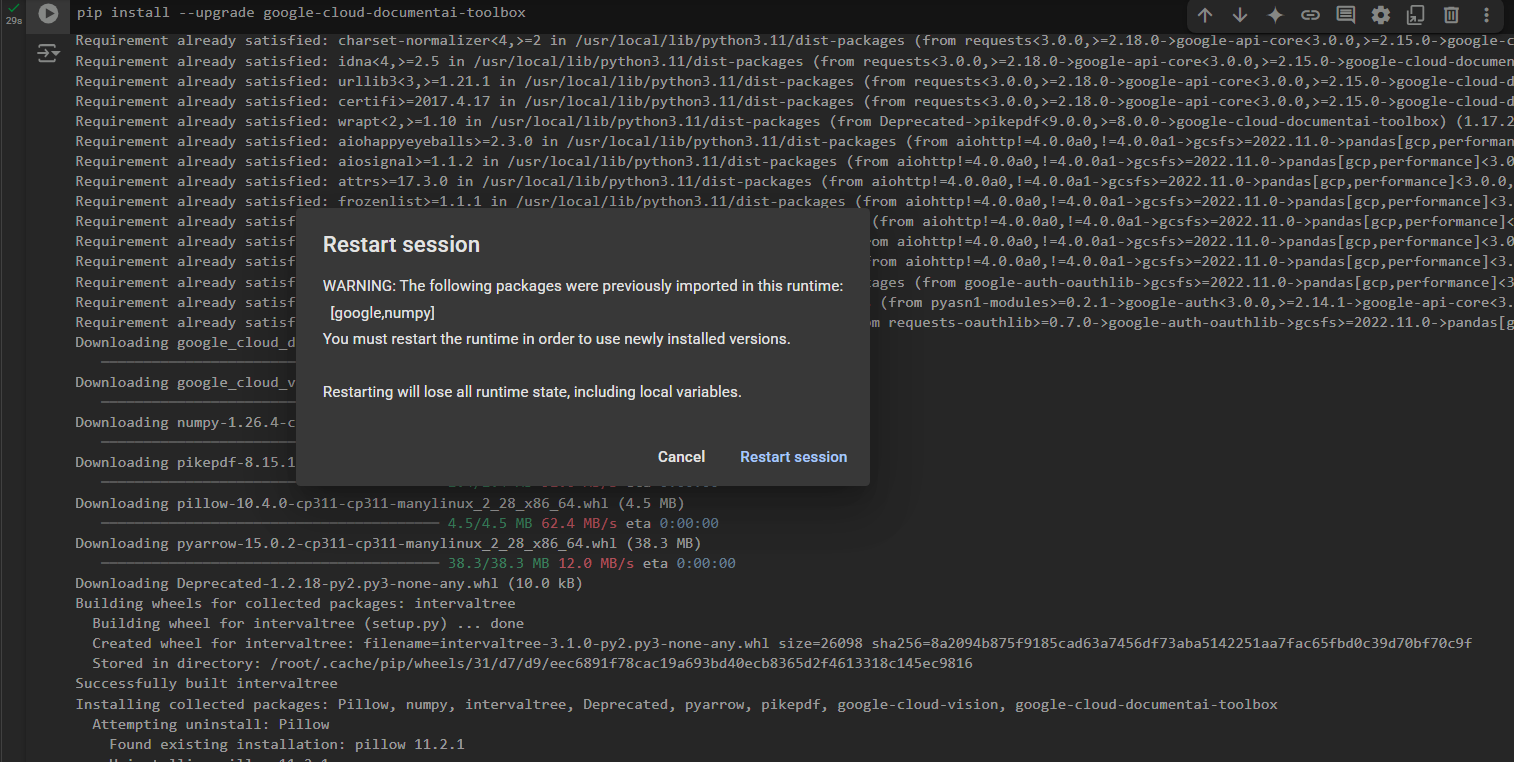 29s
pip install --upgrade google-cloud-documentai-toolbox
Requirement already satisfied: charset-normalizer<4,>=2 in /usr/local/lib/python3.11/dist-packages (from requests<3.0.0,>=2.18.0->google-api-core<3.0.0,>=2.15.0->google-c
Requirement already satisfied: idna<4,>=2.5 in /usr/local/lib/python3.11/dist-packages (from requests<3.0.0,>=2.18.0->google-api-core<3.0.0,>=2.15.0->google-cloud-documen
Requirement already satisfied: urllib3<3,>=1.21.1 in /usr/local/lib/python3.11/dist-packages (from requests<3.0.0,>=2.18.0->google-api-core<3.0.0,>=2.15.0->google-cloud-d
Requirement already satisfied: certifi>=2017.4.17 in /usr/local/lib/python3.11/dist-packages (from requests<3.0.0,>=2.18.0->google-api-core<3.0.0,>=2.15.0->google-cloud-d
Requirement already satisfied: wrapt<2,>=1.10 in /usr/local/lib/python3.11/dist-packages (from Deprecated->pikepdf<9.0.0,>=8.0.0->google-cloud-documentai-toolbox) (1.17.2
Requirement already satisfied: aiohappyeyeballs>=2.3.0 in /usr/local/lib/python3.11/dist-packages (from aiohttp!=4.0.0a0,!=4.0.0a1->gcsfs>=2022.11.0->pandas[gcp,performan
Requirement already satisfied: aiosignal>=1.1.2 in /usr/local/lib/python3.11/dist-packages (from aiohttp!=4.0.0a0,!=4.0.0a1->gcsfs>=2022.11.0->pandas[gcp,performance]<3.0
Requirement already satisfied: attrs>=17.3.0 in /usr/local/lib/python3.11/dist-packages (from aiohttp!=4.0.0a0,!=4.0.0a1->gcsfs>=2022.11.0->pandas[gcp,performance]<3.0.0,
Requirement already satisfied: frozenlist>=1.1.1 in /usr/local/lib/python3.11/dist-packages (from aiohttp!=4.0.0a0,!=4.0.0a1->gcsfs>=2022.11.0->pandas[gcp,performance]<3.
Requirement already satisf (from aiohttp!=4.0.0a0,!=4.0.0a1->gcsfs>=2022.11.0->pandas[gcp,performance]<
Requirement already satisf om aiohttp!=4.0.0a0,!=4.0.0a1->gcsfs>=2022.11.0->pandas[gcp,performance]<3.0
Requirement already satisf om aiohttp!=4.0.0a0,!=4.0.0a1->gcsfs>=2022.11.0->pandas[gcp,performance]<3.
Requirement already satisf ages (from google-auth-oauthlib->gcsfs>=2022.11.0->pandas[gcp,performance]<3
Requirement already satisf (from pyasn1-modules>=0.2.1->google-auth<3.0.0,>=2.14.1->google-api-core<3.
Requirement already satisf m requests-oauthlib>=0.7.0->google-auth-oauthlib->gcsfs>=2022.11.0->pandas[g
Restart session
WARNING: The following packages were previously imported in this runtime:
[google,numpy]
You must restart the runtime in order to use newly installed versions.
Restarting will lose all runtime state, including local variables.
Cancel Restart session
Downloading google_cloud_d
Downloading google_cloud_v
Downloading numpy-1.26.4-c
Downloading pikepdf-8.15.1
Downloading pillow-10.4.0-cp311-cp311-manylinux_2_28_x86_64.whl (4.5 MB)
4.5/4.5 MB 62.4 MB/s eta 0:00:00
Downloading pyarrow-15.0.2-cp311-cp311-manylinux_2_28_x86_64.whl (38.3 MB)
38.3/38.3 MB 12.0 MB/s eta 0:00:00
Downloading Deprecated-1.2.18-py2.py3-none-any.whl (10.0 kB)
Building wheels for collected packages: intervaltree
Building wheel for intervaltree (setup.py) ... done
Created wheel for intervaltree: filename=intervaltree-3.1.0-py2.py3-none-any.whl size=26098 sha256=8a2094b875f9185cad63a7456df73aba5142251aa7fac65fbd0c39d70bf70c9f
Stored in directory: /root/.cache/pip/wheels/31/d7/d9/eec6891f78cac19a693bd40ecb8365d2f4613318c145ec9816
Successfully built intervaltree
Installing collected packages: Pillow, numpy, intervaltree, Deprecated, pyarrow, pikepdf, google-cloud-vision, google-cloud-documentai-toolbox
Attempting uninstall: Pillow
Found existing installation: pillow 11.2.1